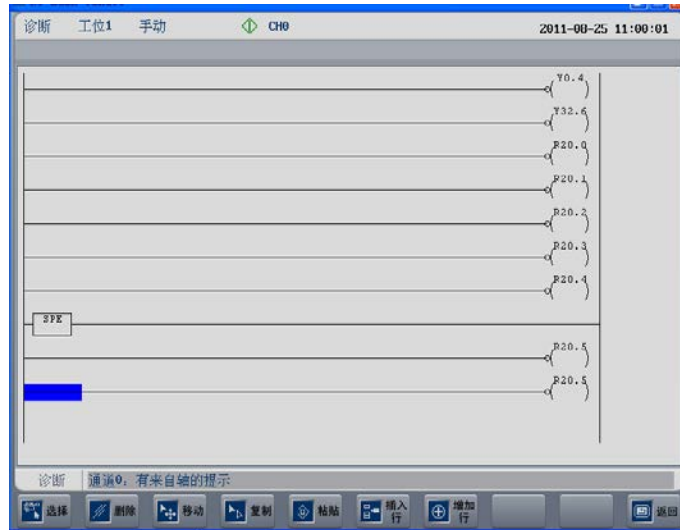 诊断 工位1 手动 CH0 2011-08-25 11:00:01
Y0.4
Y32.6
R20.0
R20.1
R20.2
R20.3
R20.4
SPE
R20.5
R20.5
诊断 通道0，有来自轴的提示
选择 删除 移动 复制 粘贴 插入行 增加行 返回